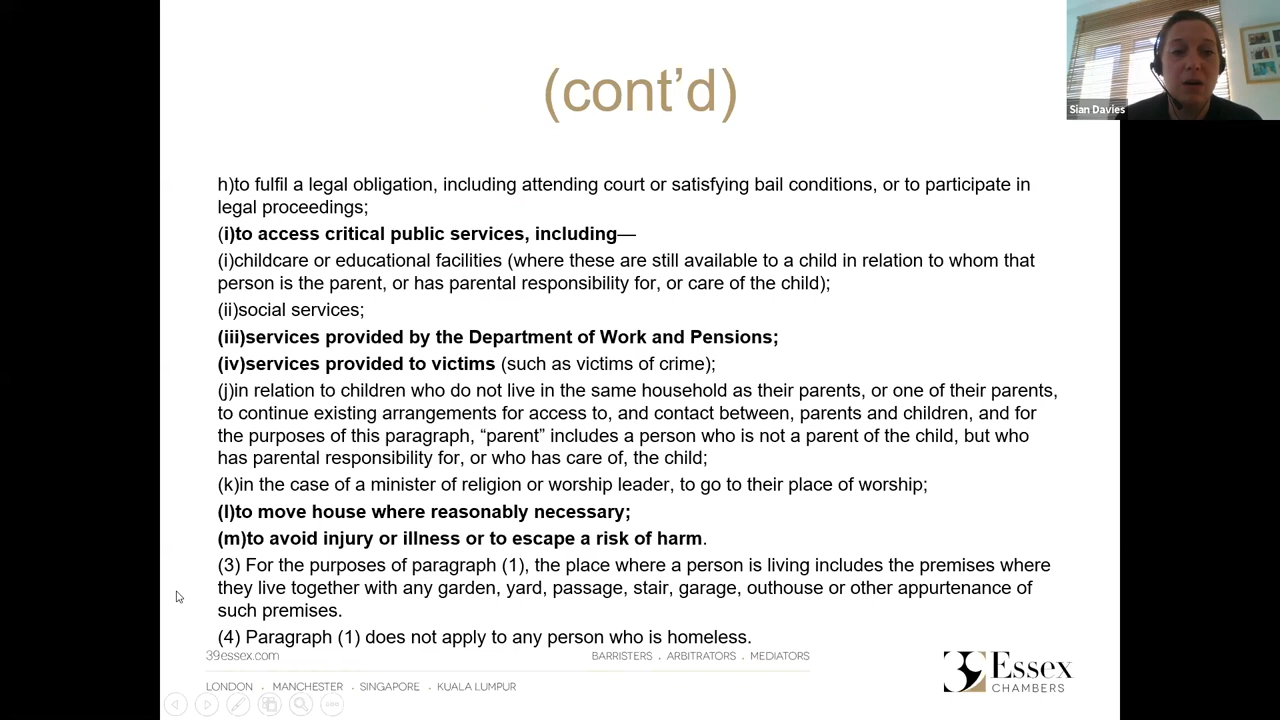 (cont’d)
Sian Davies
h)to fulfil a legal obligation, including attending court or satisfying bail conditions, or to participate in
legal proceedings;
(i)to access critical public services, including—
(i)childcare or educational facilities (where these are still available to a child in relation to whom that
person is the parent, or has parental responsibility for, or care of the child);
(ii)social services;
(iii)services provided by the Department of Work and Pensions;
(iv)services provided to victims (such as victims of crime);
(j)in relation to children who do not live in the same household as their parents, or one of their parents,
to continue existing arrangements for access to, and contact between, parents and children, and for
the purposes of this paragraph, “parent” includes a person who is not a parent of the child, but who
has parental responsibility for, or who has care of, the child;
(k)in the case of a minister of religion or worship leader, to go to their place of worship;
(l)to move house where reasonably necessary;
(m)to avoid injury or illness or to escape a risk of harm.
(3) For the purposes of paragraph (1), the place where a person is living includes the premises where
they live together with any garden, yard, passage, stair, garage, outhouse or other appurtenance of
such premises.
(4) Paragraph (1) does not apply to any person who is homeless.
39essex.com
BARRISTERS . ARBITRATORS . MEDIATORS
LONDON . MANCHESTER . SINGAPORE . KUALA LUMPUR
39 Essex
CHAMBERS